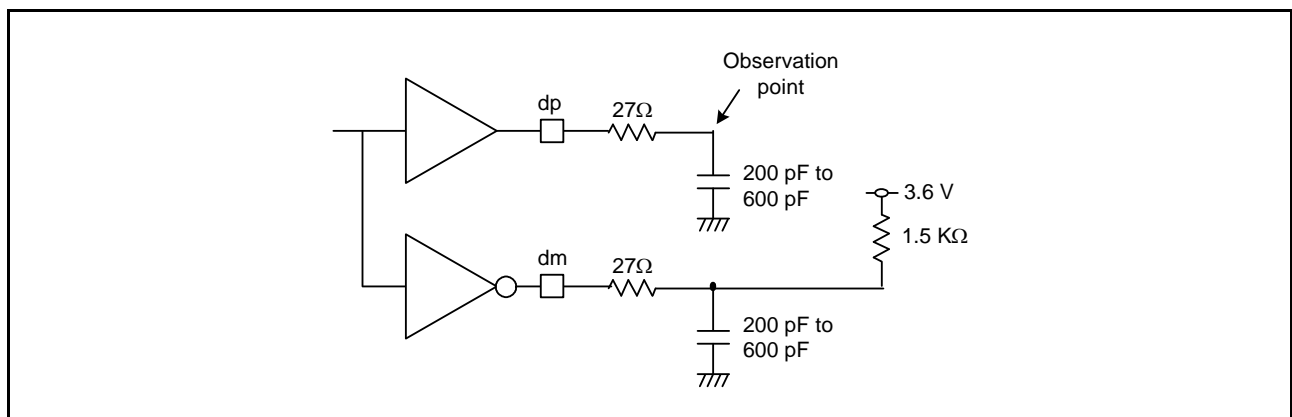 Observation
point
dp
27Ω
200 pF to
600 pF
3.6 V
1.5 KΩ
dm
27Ω
200 pF to
600 pF